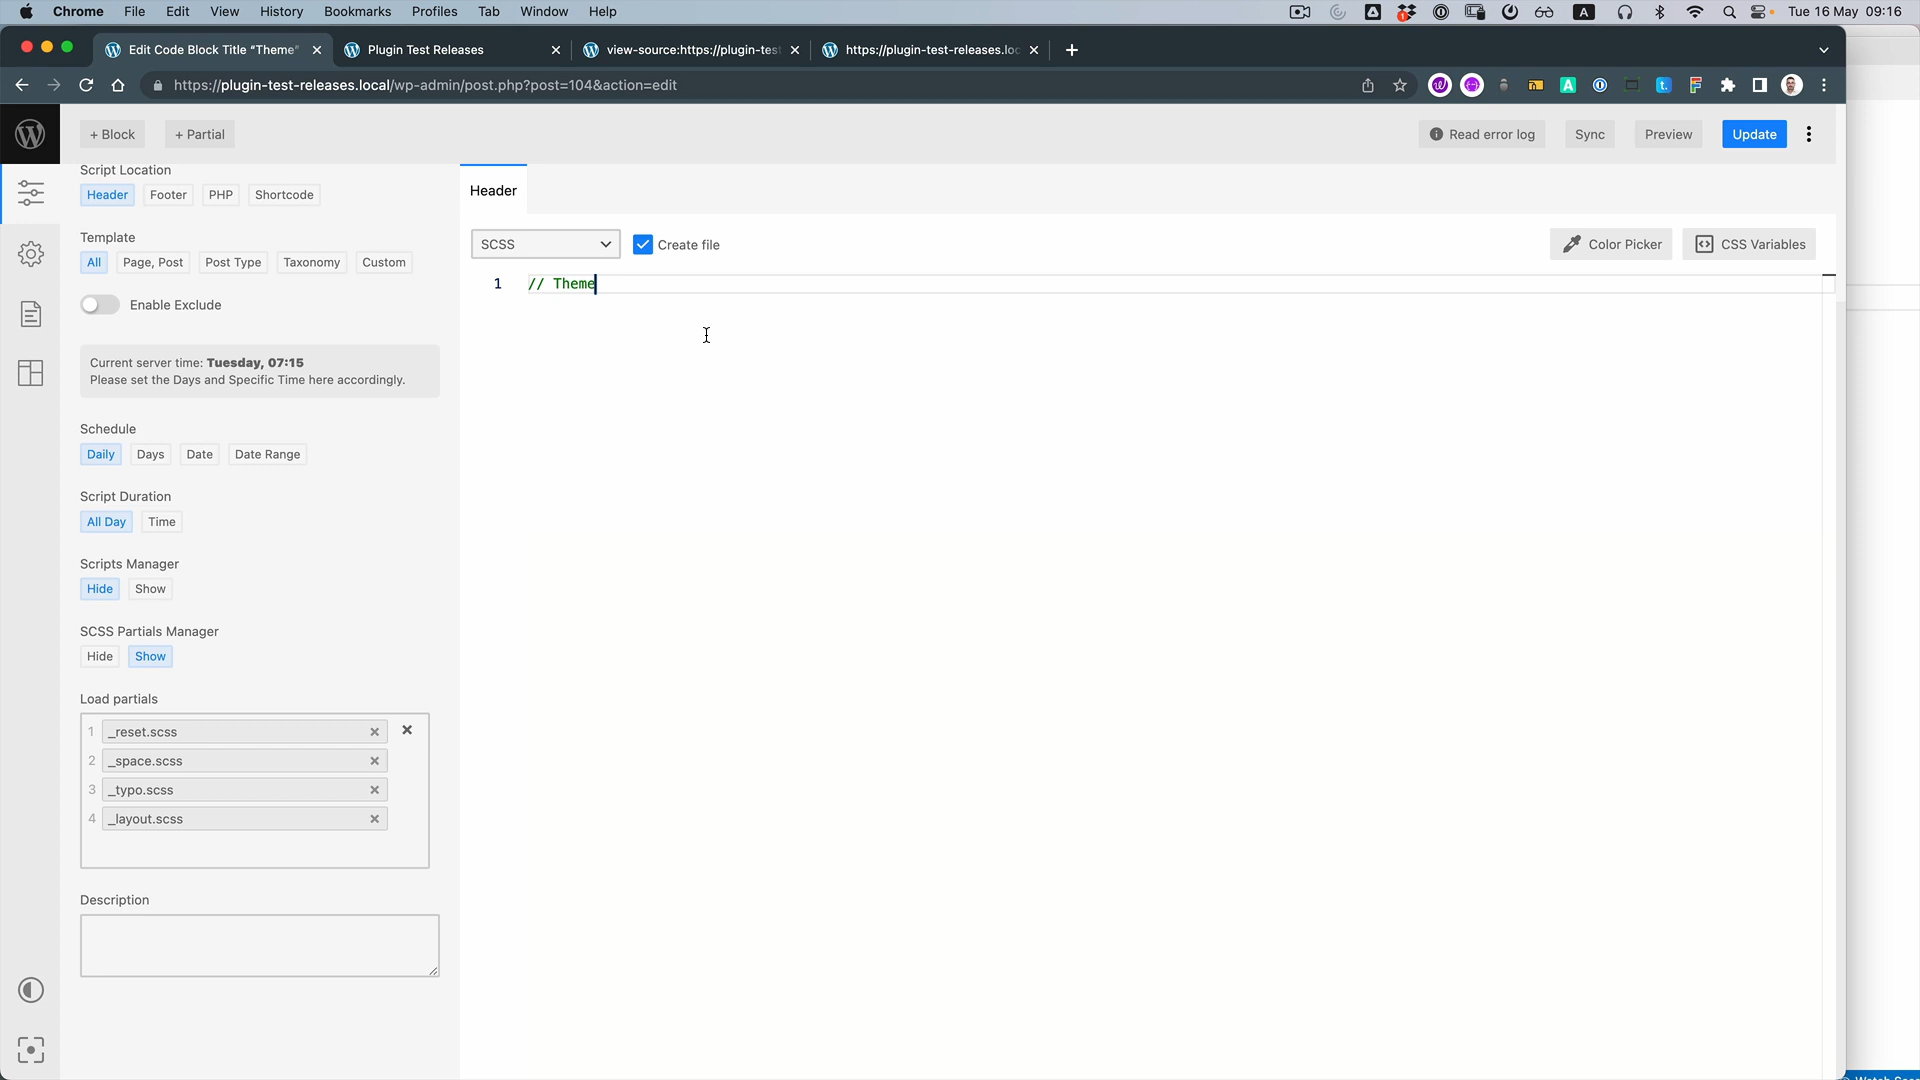 Chrome File Edit View History Bookmarks Profiles Tab Window Help
1 A Tue 16 May 09:16
Edit Code Block Title “Theme”
Plugin Test Releases
view-source:https://plugin-test
https://plugin-test-releases.loc
https://plugin-test-releases.local/wp-admin/post.php?post=104&action=edit
+ Block + Partial
Read error log Sync Preview Update
Script Location
Header Footer PHP Shortcode
Header
Template
All Page, Post Post Type Taxonomy Custom
SCSS Create file Color Picker CSS Variables
1 // Theme
Enable Exclude
Current server time: Tuesday, 07:15
Please set the Days and Specific Time here accordingly.
Schedule
Daily Days Date Date Range
Script Duration
All Day Time
Scripts Manager
Hide Show
SCSS Partials Manager
Hide Show
Load partials
1 _reset.scss
2 _space.scss
3 _typo.scss
4 _layout.scss
Description